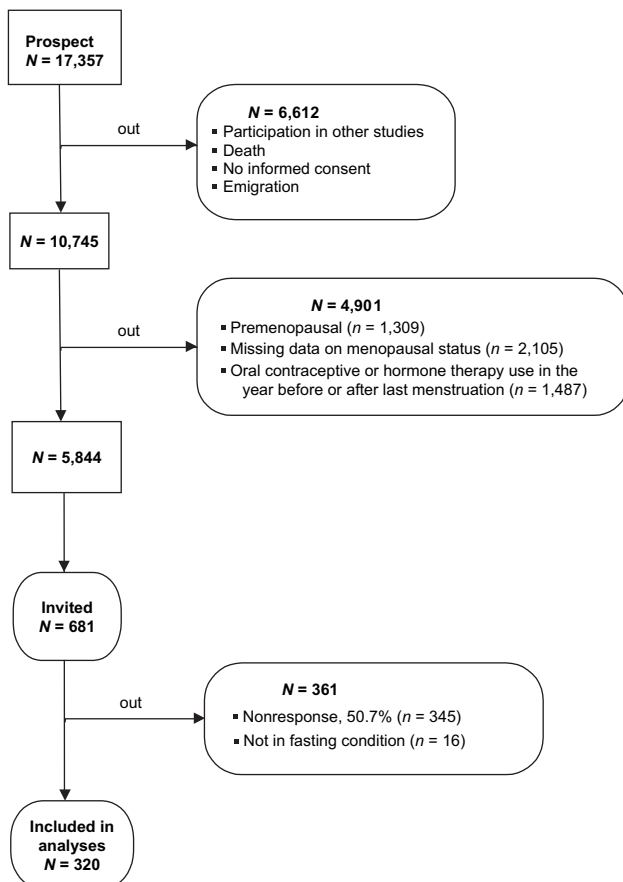 Prospect
N = 17,357
out
N = 6,612
▪ Participation in other studies
▪ Death
▪ No informed consent
▪ Emigration
N = 10,745
out
N = 4,901
▪ Premenopausal (n = 1,309)
▪ Missing data on menopausal status (n = 2,105)
▪ Oral contraceptive or hormone therapy use in the
year before or after last menstruation (n = 1,487)
N = 5,844
Invited
N = 681
out
N = 361
▪ Nonresponse, 50.7% (n = 345)
▪ Not in fasting condition (n = 16)
Included in
analyses
N = 320